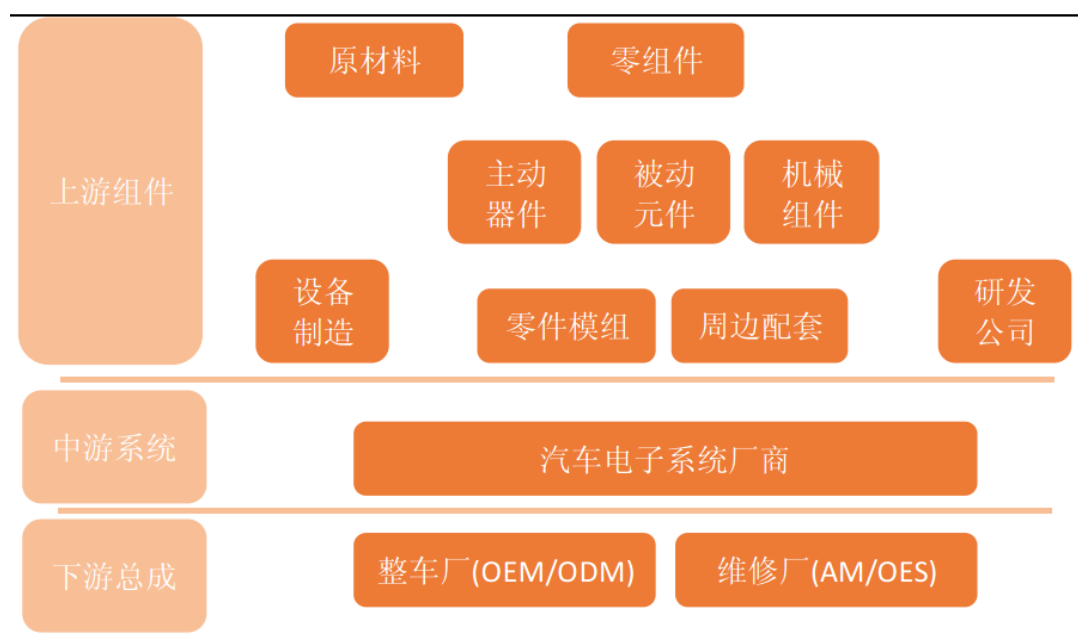 原材料
零组件
上游组件
主动
器件
被动
元件
机械
组件
设备
制造
零件模组
周边配套
研发
公司
中游系统
汽车电子系统厂商
下游总成
整车厂(OEM/ODM)
维修厂(AM/OES)